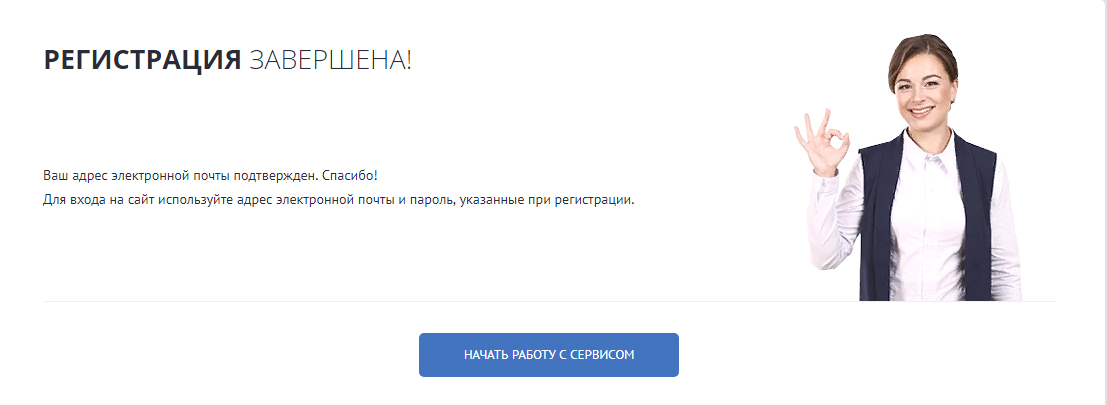 РЕГИСТРАЦИЯ ЗАВЕРШЕНА!
Ваш адрес электронной почты подтвержден. Спасибо!
Для входа на сайт используйте адрес электронной почты и пароль, указанные при регистрации.
НАЧАТЬ РАБОТУ С СЕРВИСОМ